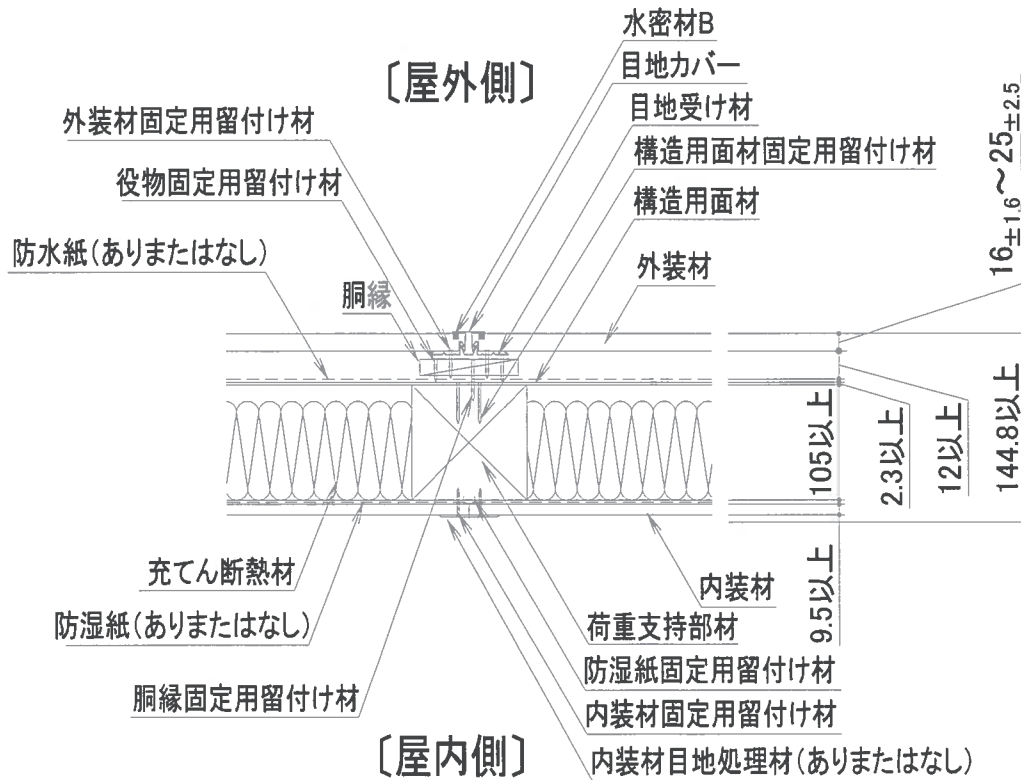 水密材B
〔屋外側〕
目地カバー
外装材固定用留付け材
目地受け材
構造用面材固定用留付け材
役物固定用留付け材
構造用面材
防水紙(ありまたはなし)
外装材
胴縁
16±1.6～25±2.5
105以上
2.3以上
12以上
144.8以上
9.5以上
充てん断熱材
内装材
防湿紙(ありまたはなし)
荷重支持部材
防湿紙固定用留付け材
胴縁固定用留付け材
内装材固定用留付け材
〔屋内側〕
内装材目地処理材(ありまたはなし)